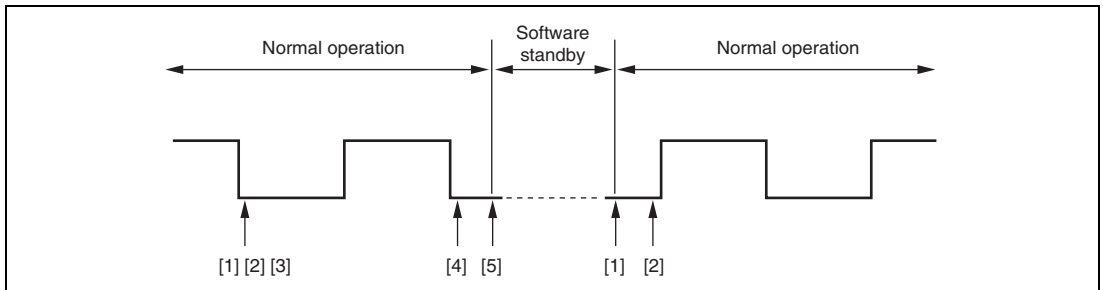 Normal operation
Software
standby
Normal operation
[1] [2] [3]
[4]
[5]
[1]
[2]